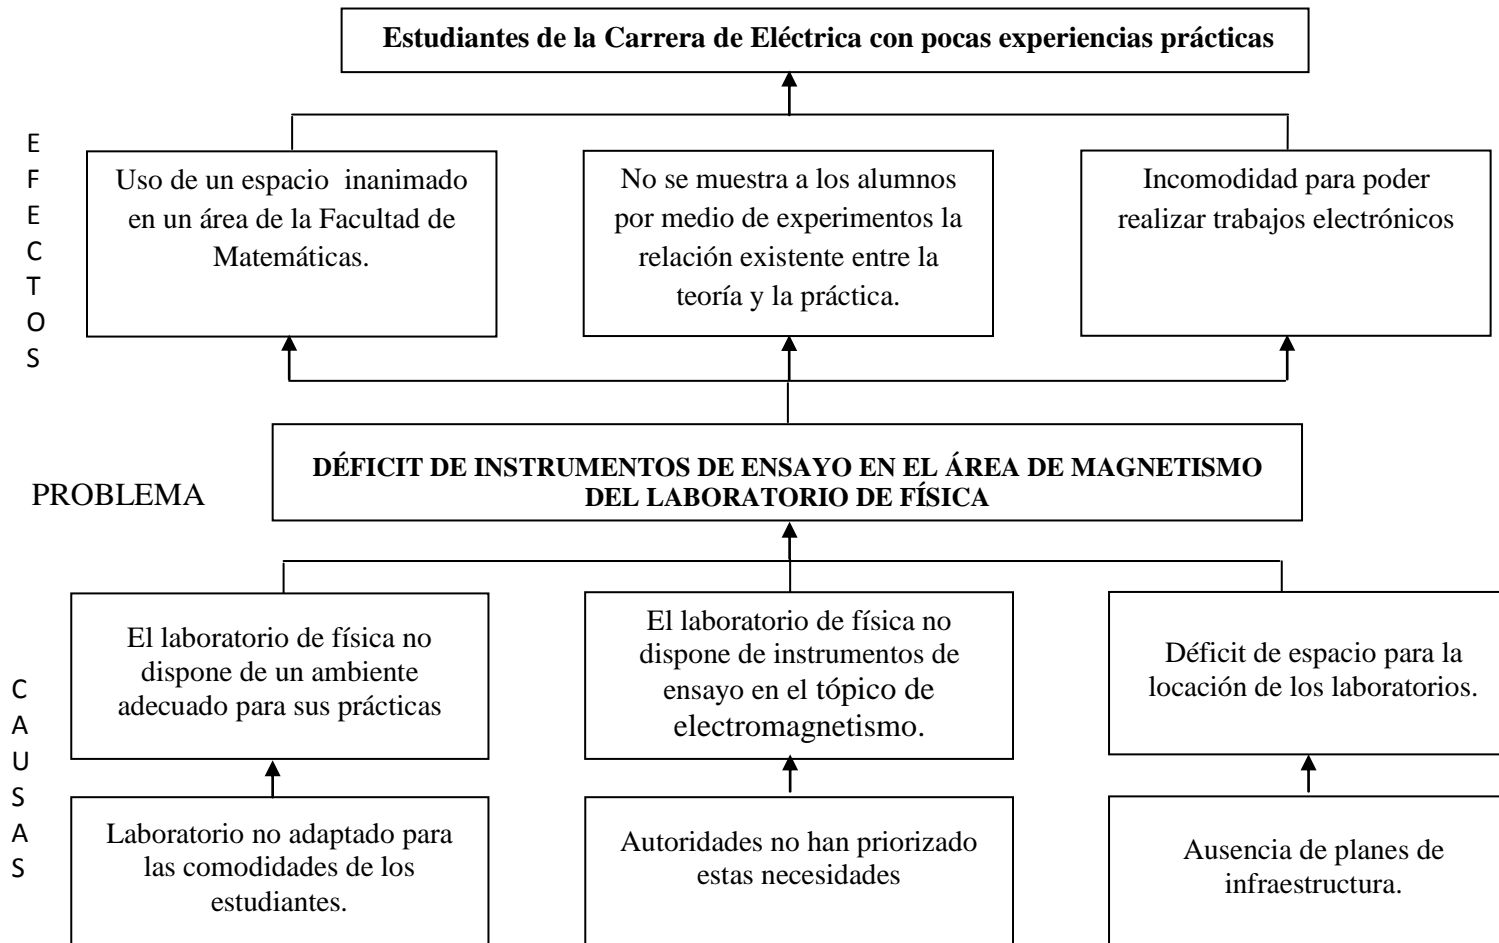 Estudiantes de la Carrera de Eléctrica con pocas experiencias prácticas
E
F
E
C
T
O
S
Uso de un espacio inanimado
en un área de la Facultad de
Matemáticas.
No se muestra a los alumnos
por medio de experimentos la
relación existente entre la
teoría y la práctica.
Incomodidad para poder
realizar trabajos electrónicos
PROBLEMA
DÉFICIT DE INSTRUMENTOS DE ENSAYO EN EL ÁREA DE MAGNETISMO
DEL LABORATORIO DE FÍSICA
C
A
U
S
A
S
El laboratorio de física no
dispone de un ambiente
adecuado para sus prácticas
El laboratorio de física no
dispone de instrumentos de
ensayo en el tópico de
electromagnetismo.
Déficit de espacio para la
locación de los laboratorios.
Laboratorio no adaptado para
las comodidades de los
estudiantes.
Autoridades no han priorizado
estas necesidades
Ausencia de planes de
infraestructura.